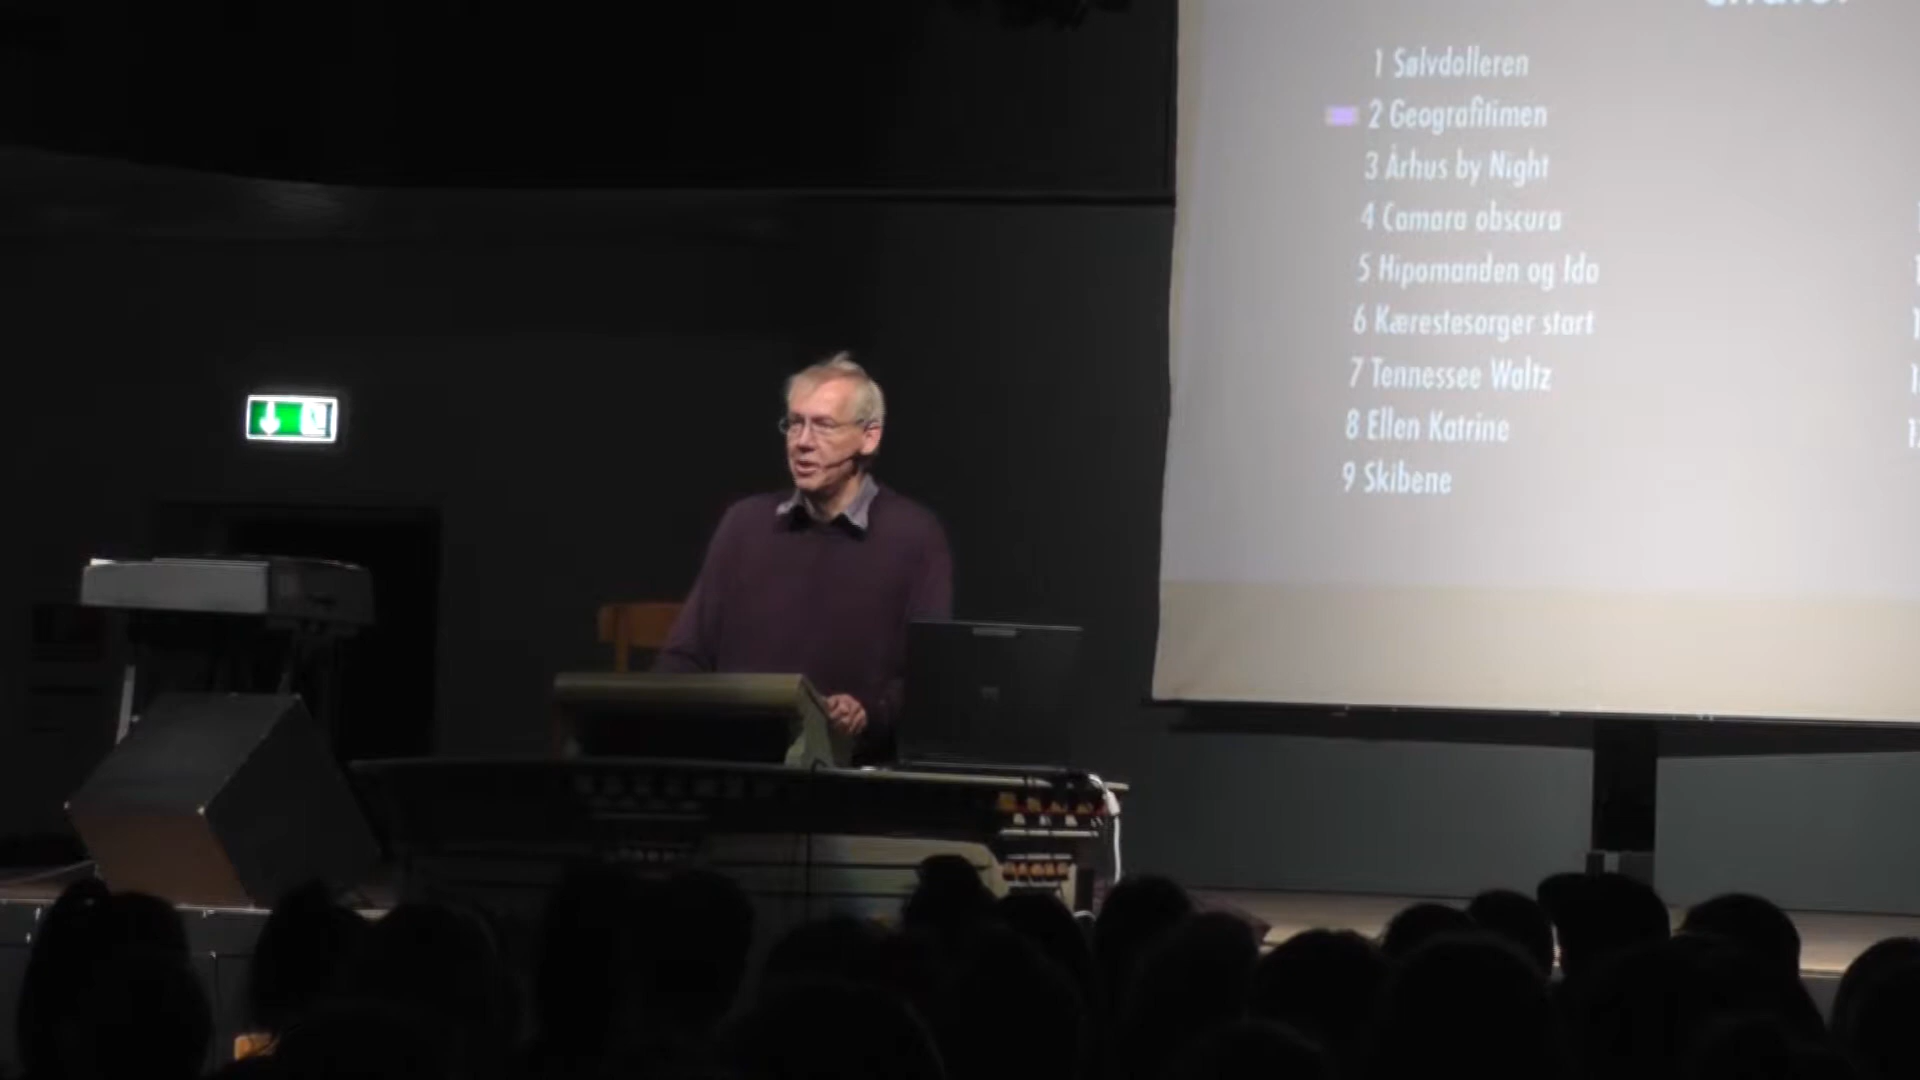 1 Sølvdolleren
2 Geografitimen
3 Århus by Night
4 Camara obscura
5 Hipomanden og Ida
6 Kærestesorger start
7 Tennessee Waltz
8 Ellen Katrine
9 Skibene